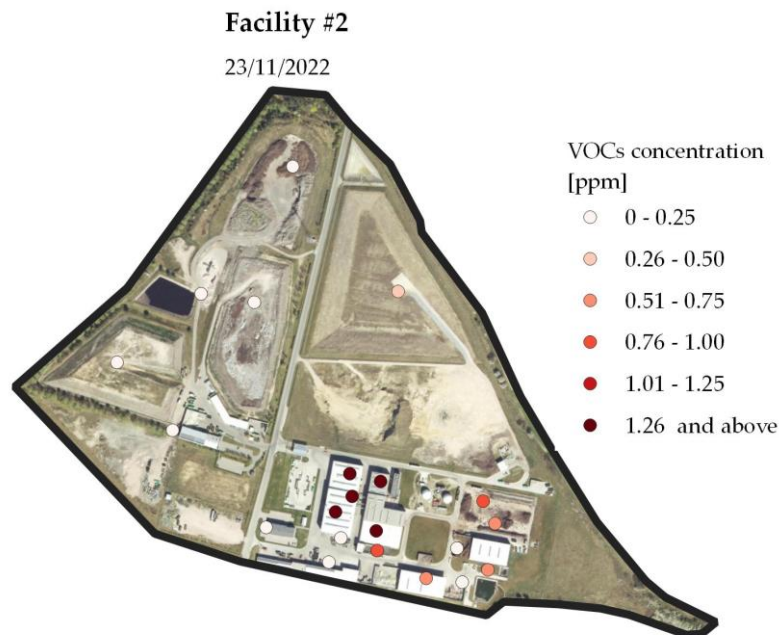 Facility #2
23/11/2022
VOCs concentration
[ppm]
0 - 0.25
0.26 - 0.50
0.51 - 0.75
0.76 - 1.00
1.01 - 1.25
1.26 and above